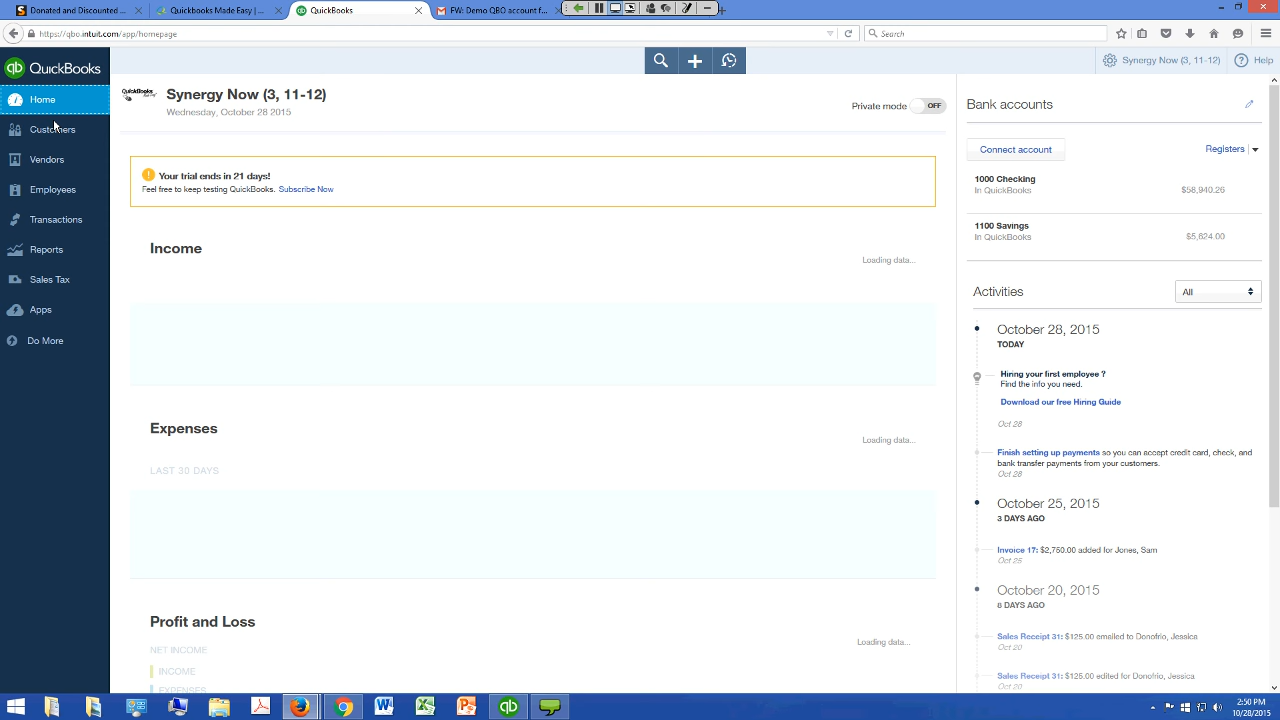 Donated and Discounted ...
Quickbooks Made Easy | ...
QuickBooks
FW: Demo QBO account f...
https://qbo.intuit.com/app/homepage
Search
QuickBooks
Synergy Now (3, 11-12)
Help
Home
Customers
Vendors
Employees
Transactions
Reports
Sales Tax
Apps
Do More
Synergy Now (3, 11-12)
Wednesday, October 28 2015
Private mode
OFF
Your trial ends in 21 days!
Feel free to keep testing QuickBooks. Subscribe Now
Income
Loading data...
Expenses
Loading data...
LAST 30 DAYS
Profit and Loss
Loading data...
NET INCOME
INCOME
EXPENSES
Bank accounts
Connect account
Registers
1000 Checking
In QuickBooks
$58,940.26
1100 Savings
In QuickBooks
$5,624.00
Activities
All
October 28, 2015
TODAY
Hiring your first employee ?
Find the info you need.
Download our free Hiring Guide
Oct 28
Finish setting up payments so you can accept credit card, check, and
bank transfer payments from your customers.
Oct 28
October 25, 2015
3 DAYS AGO
Invoice 17: $2,750.00 added for Jones, Sam
Oct 25
October 20, 2015
8 DAYS AGO
Sales Receipt 31: $125.00 emailed to Donofrio, Jessica
Oct 20
Sales Receipt 31: $125.00 edited for Donofrio, Jessica
Oct 20
2:50 PM
10/28/2015